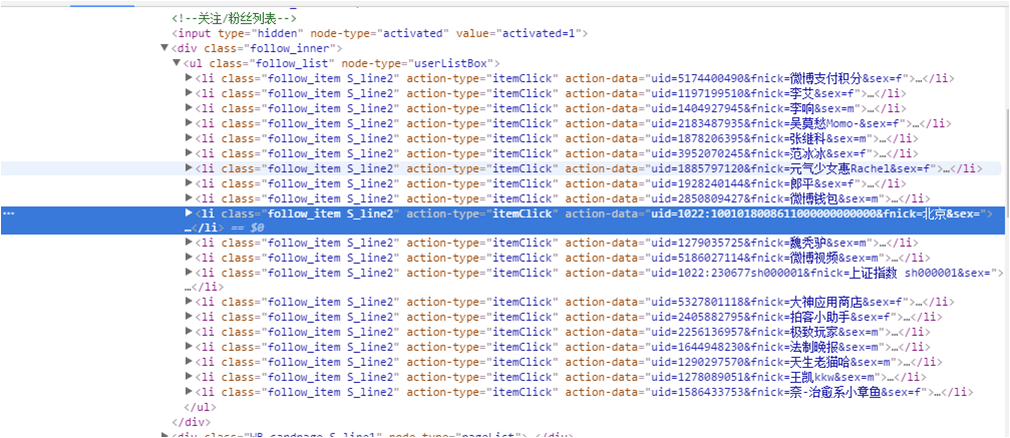 <!--关注/粉丝列表-->
<input type="hidden" node-type="activated" value="activated=1">
▼<div class="follow_inner">
▼<ul class="follow_list" node-type="userListBox">
▶<li class="follow_item S_line2" action-type="itemClick" action-data="uid=5174400490&fnick=微博支付积分&sex=f">…</li>
▶<li class="follow_item S_line2" action-type="itemClick" action-data="uid=1197199510&fnick=李艾&sex=f">…</li>
▶<li class="follow_item S_line2" action-type="itemClick" action-data="uid=1404927945&fnick=李响&sex=m">…</li>
▶<li class="follow_item S_line2" action-type="itemClick" action-data="uid=2183487935&fnick=吴莫愁Momo-&sex=f">…</li>
▶<li class="follow_item S_line2" action-type="itemClick" action-data="uid=1878206395&fnick=张继科&sex=m">…</li>
▶<li class="follow_item S_line2" action-type="itemClick" action-data="uid=3952070245&fnick=范冰冰&sex=f">…</li>
▶<li class="follow_item S_line2" action-type="itemClick" action-data="uid=1885797120&fnick=元气少女惠Rachel&sex=f">…</li>
▶<li class="follow_item S_line2" action-type="itemClick" action-data="uid=1928240144&fnick=郎平&sex=f">…</li>
▶<li class="follow_item S_line2" action-type="itemClick" action-data="uid=2850809427&fnick=微博钱包&sex=m">…</li>
▶<li class="follow_item S_line2" action-type="itemClick" action-data="uid=1022:1001018008611000000000000&fnick=北京&sex=">
…</li> == $0
▶<li class="follow_item S_line2" action-type="itemClick" action-data="uid=1279035725&fnick=魏秃驴&sex=m">…</li>
▶<li class="follow_item S_line2" action-type="itemClick" action-data="uid=5186027114&fnick=微博视频&sex=m">…</li>
▶<li class="follow_item S_line2" action-type="itemClick" action-data="uid=1022:230677sh000001&fnick=上证指数 sh000001&sex=">
…</li>
▶<li class="follow_item S_line2" action-type="itemClick" action-data="uid=5327801118&fnick=大神应用商店&sex=f">…</li>
▶<li class="follow_item S_line2" action-type="itemClick" action-data="uid=2405882795&fnick=拍客小助手&sex=f">…</li>
▶<li class="follow_item S_line2" action-type="itemClick" action-data="uid=2256136957&fnick=极致玩家&sex=m">…</li>
▶<li class="follow_item S_line2" action-type="itemClick" action-data="uid=1644948230&fnick=法制晚报&sex=m">…</li>
▶<li class="follow_item S_line2" action-type="itemClick" action-data="uid=1290297570&fnick=天生老猫哈&sex=m">…</li>
▶<li class="follow_item S_line2" action-type="itemClick" action-data="uid=1278089051&fnick=王凯kkw&sex=m">…</li>
▶<li class="follow_item S_line2" action-type="itemClick" action-data="uid=1586433753&fnick=奈-治愈系小章鱼&sex=f">…</li>
</ul>
</div>
▶<div class="WB_cardpage S_line1" node-type="pageList">…</div>